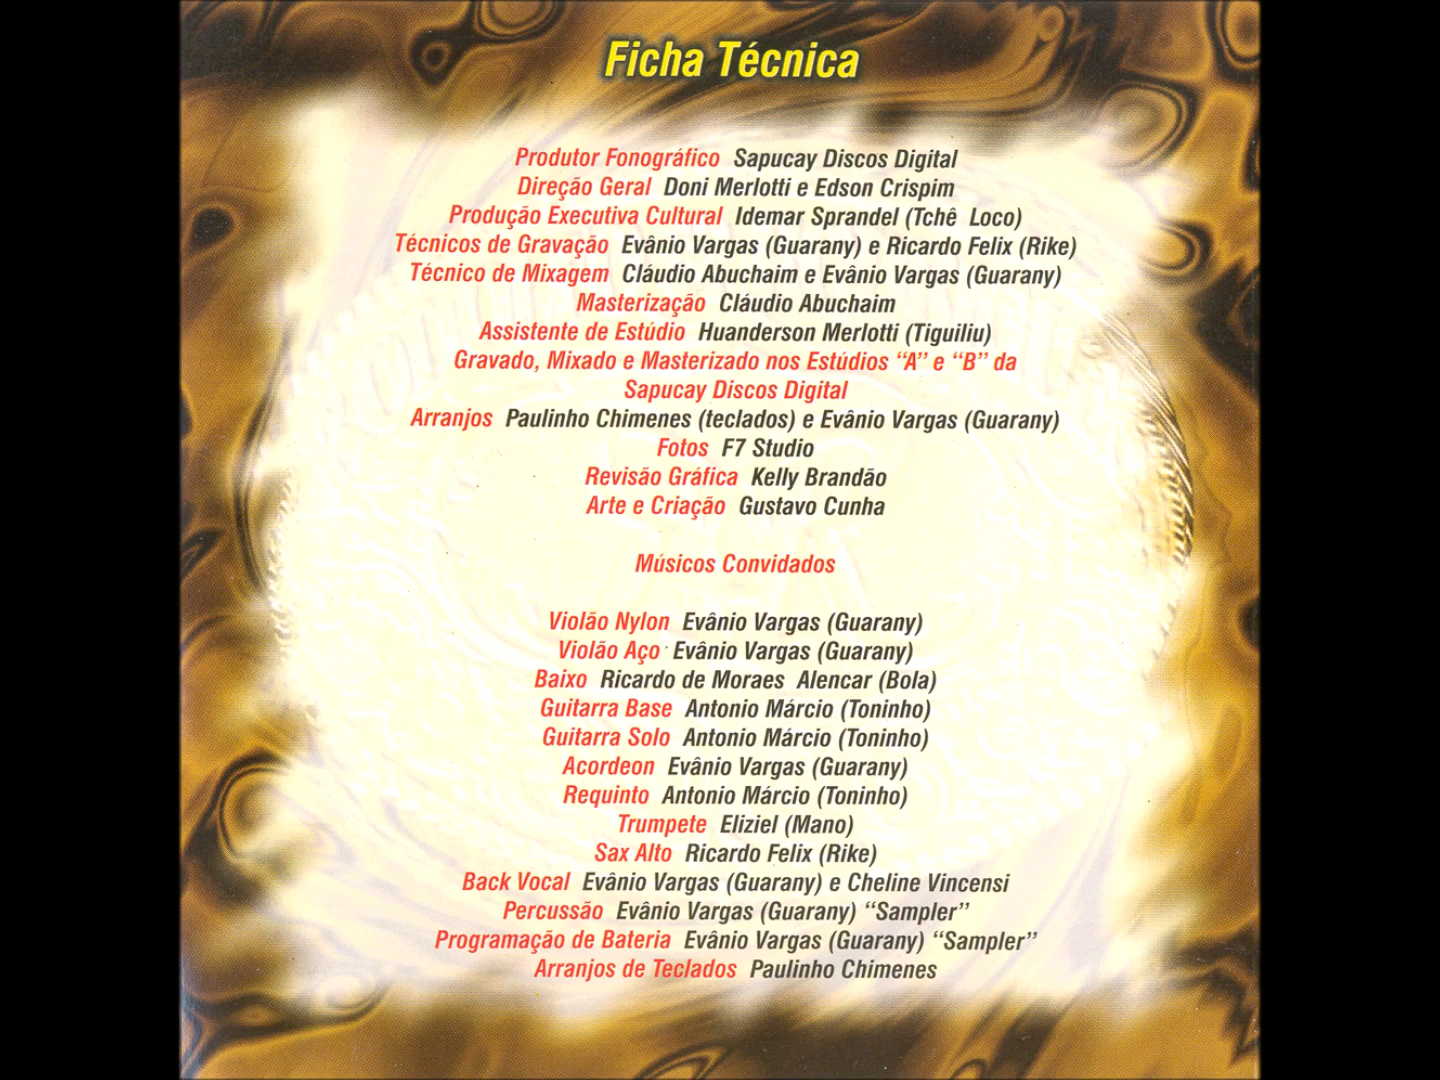 Ficha Técnica
Produtor Fonográfico Sapucay Discos Digital
Direção Geral Doni Merlotti e Edson Crispim
Produção Executiva Cultural Idemar Sprandel (Tchê Loco)
Técnicos de Gravação Evânio Vargas (Guarany) e Ricardo Felix (Rike)
Técnico de Mixagem Cláudio Abuchaim e Evânio Vargas (Guarany)
Masterização Cláudio Abuchaim
Assistente de Estúdio Huanderson Merlotti (Tiguiliu)
Gravado, Mixado e Masterizado nos Estúdios “A” e “B” da
Sapucay Discos Digital
Arranjos Paulinho Chimenes (teclados) e Evânio Vargas (Guarany)
Fotos F7 Studio
Revisão Gráfica Kelly Brandão
Arte e Criação Gustavo Cunha
Músicos Convidados
Violão Nylon Evânio Vargas (Guarany)
Violão Aço Evânio Vargas (Guarany)
Baixo Ricardo de Moraes Alencar (Bola)
Guitarra Base Antonio Márcio (Toninho)
Guitarra Solo Antonio Márcio (Toninho)
Acordeon Evânio Vargas (Guarany)
Requinto Antonio Márcio (Toninho)
Trumpete Eliziel (Mano)
Sax Alto Ricardo Felix (Rike)
Back Vocal Evânio Vargas (Guarany) e Cheline Vincensi
Percussão Evânio Vargas (Guarany) “Sampler”
Programação de Bateria Evânio Vargas (Guarany) “Sampler”
Arranjos de Teclados Paulinho Chimenes